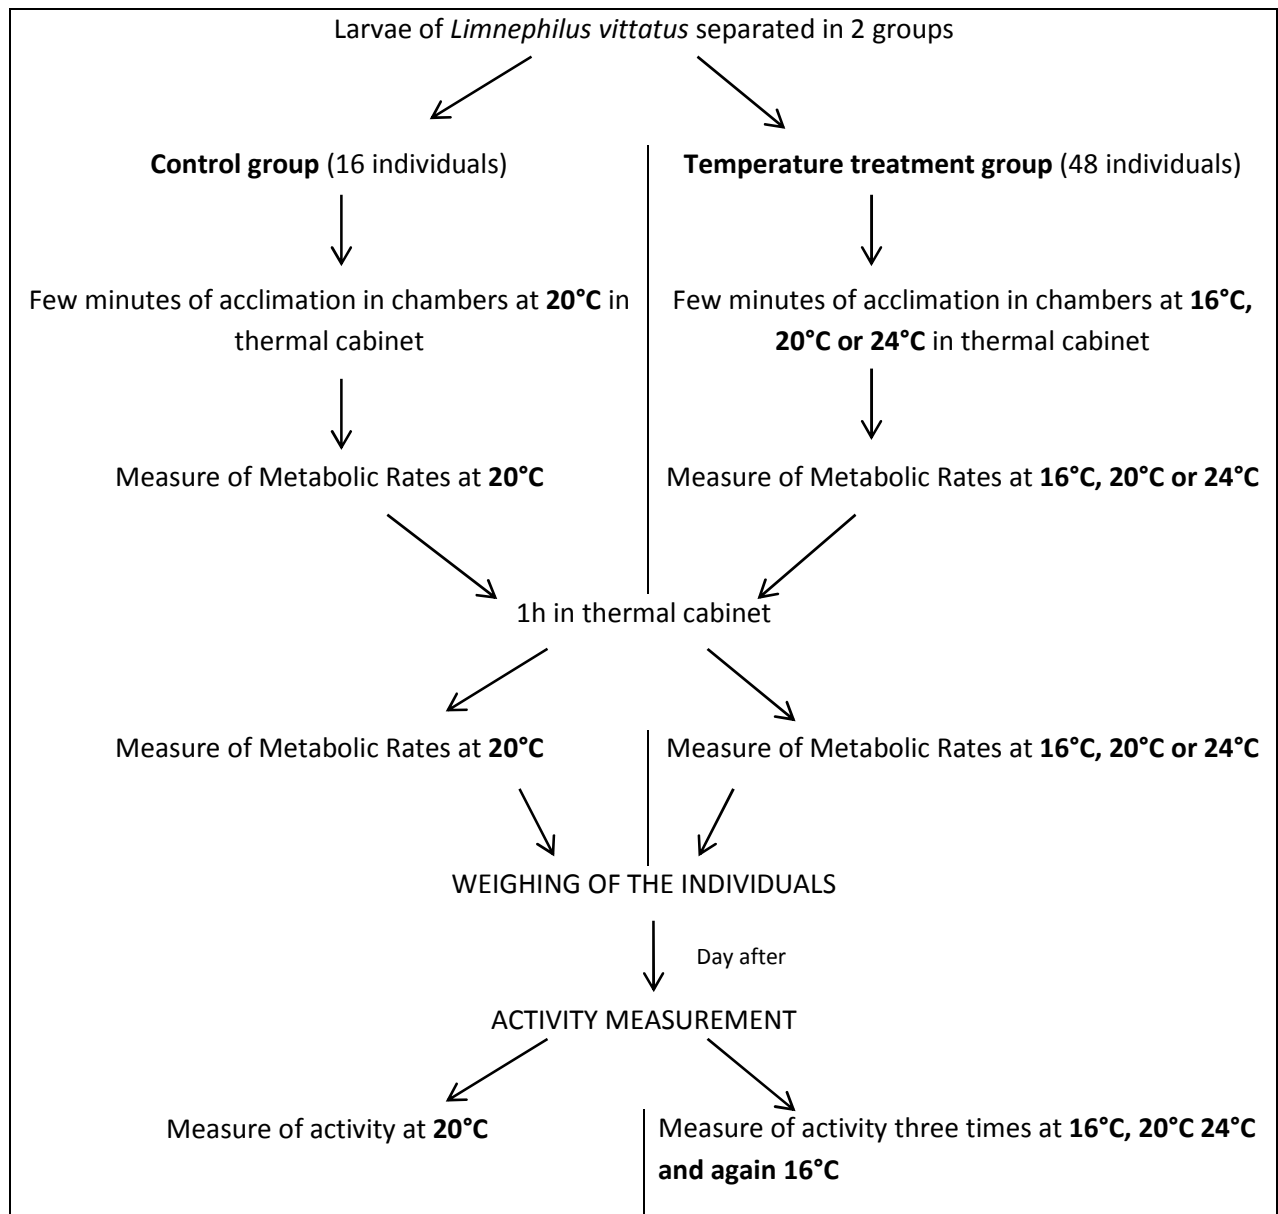 Larvae of Limnephilus vittatus separated in 2 groups
Control group (16 individuals)
Temperature treatment group (48 individuals)
Few minutes of acclimation in chambers at 20°C in
thermal cabinet
Few minutes of acclimation in chambers at 16°C,
20°C or 24°C in thermal cabinet
Measure of Metabolic Rates at 20°C
Measure of Metabolic Rates at 16°C, 20°C or 24°C
1h in thermal cabinet
Measure of Metabolic Rates at 20°C
Measure of Metabolic Rates at 16°C, 20°C or 24°C
WEIGHING OF THE INDIVIDUALS
Day after
ACTIVITY MEASUREMENT
Measure of activity at 20°C
Measure of activity three times at 16°C, 20°C 24°C
and again 16°C